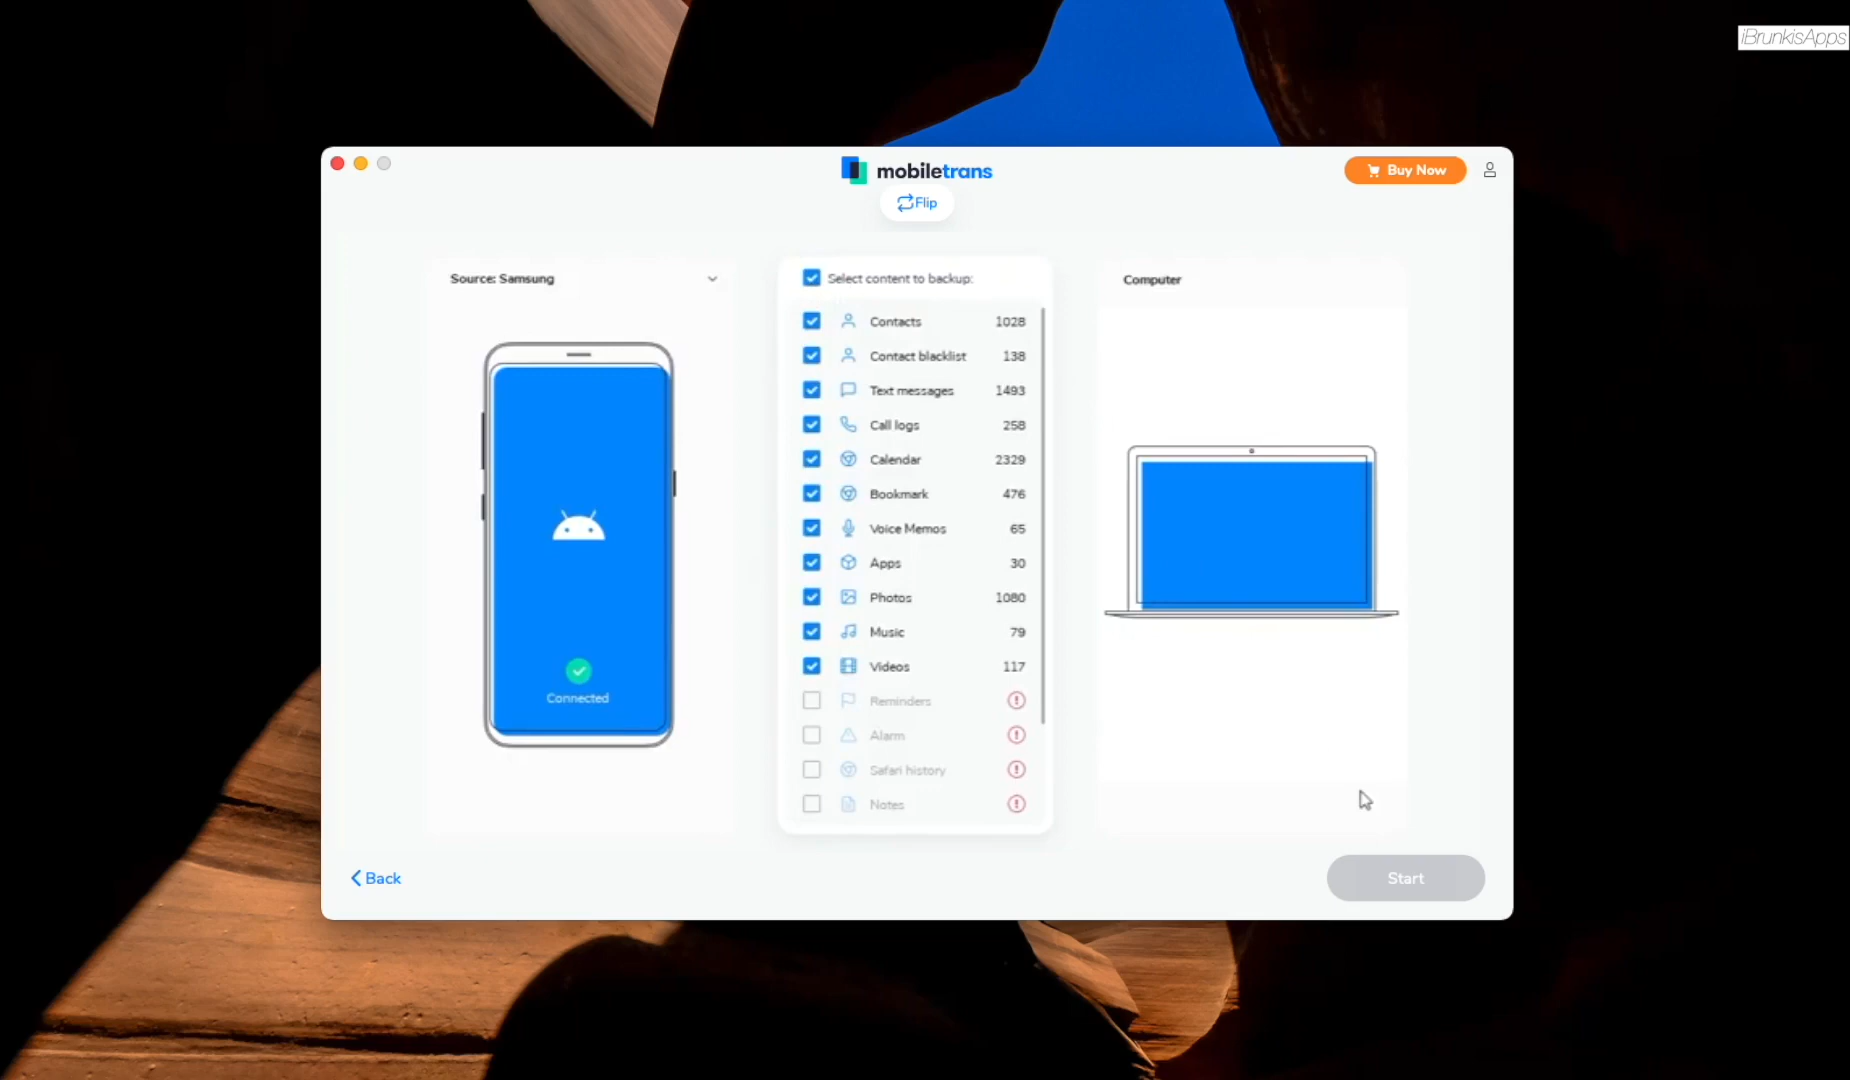 iBrunkisApps
mobiletrans
Buy Now
Flip
Source: Samsung
Select content to backup:
Contacts 1028
Contact blacklist 138
Text messages 1493
Call logs 258
Calendar 2329
Bookmark 476
Voice Memos 65
Apps 30
Photos 1080
Music 79
Videos 117
Reminders
Alarm
Safari history
Notes
Computer
Connected
Back
Start